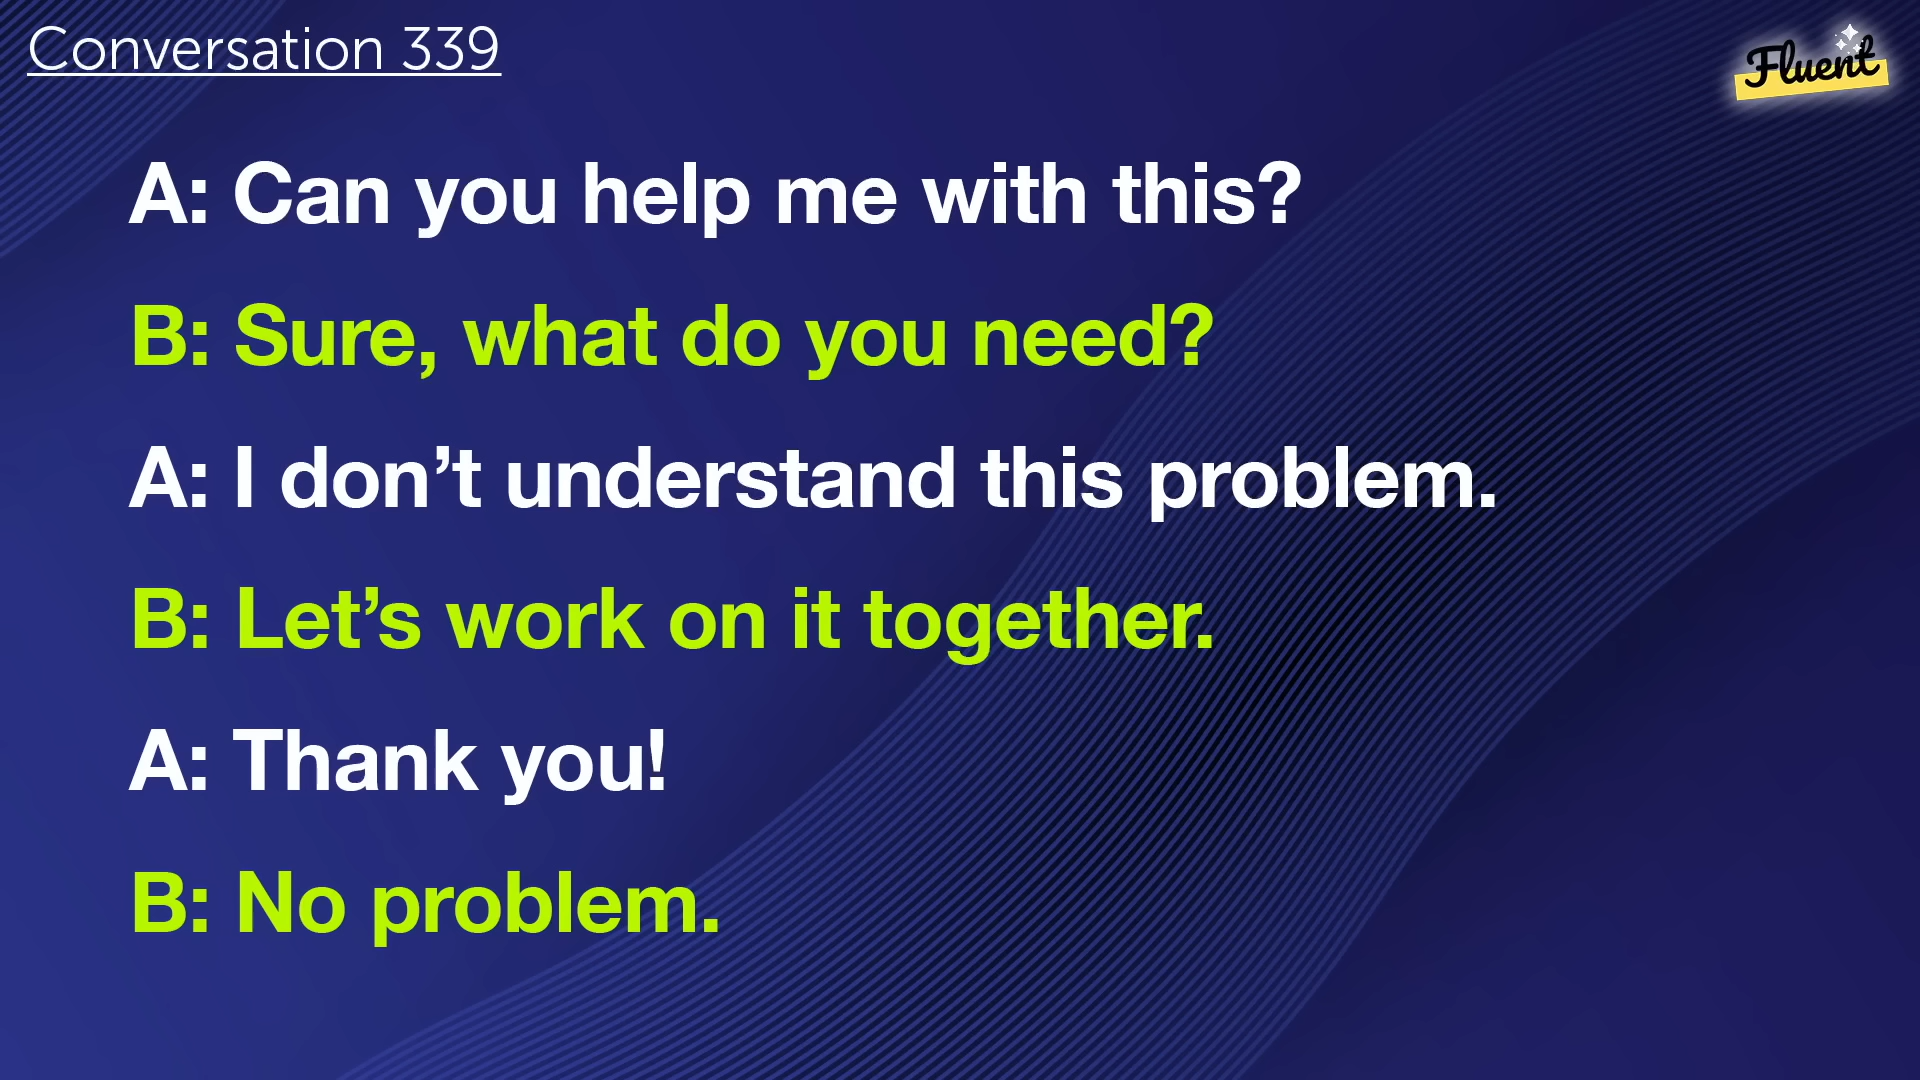 Conversation 339
Fluent
A: Can you help me with this?
B: Sure, what do you need?
A: I don’t understand this problem.
B: Let’s work on it together.
A: Thank you!
B: No problem.